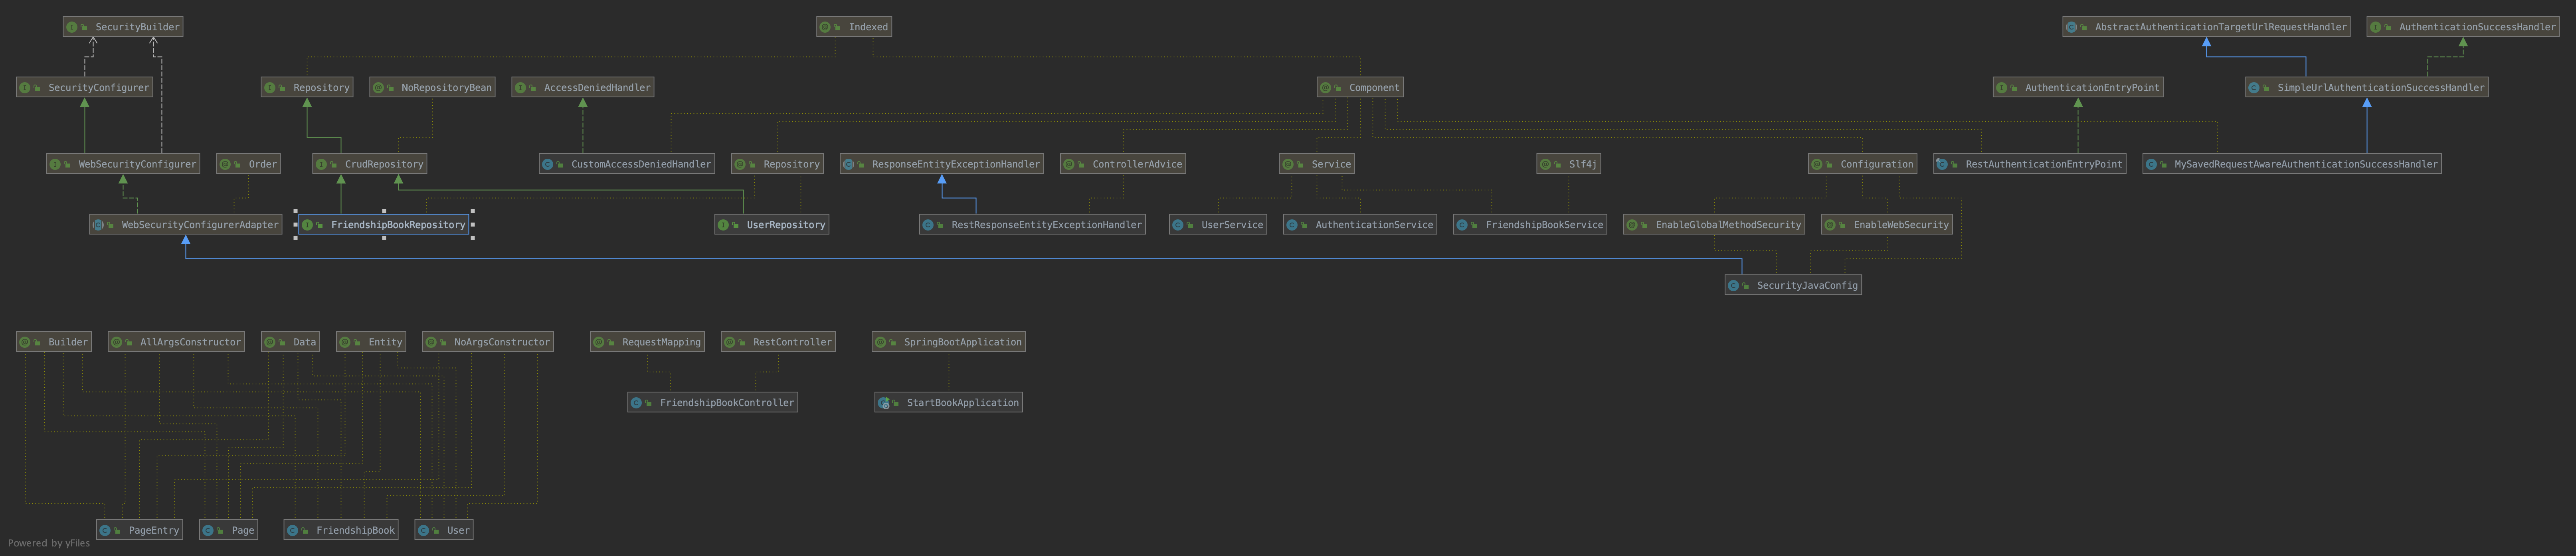 SecurityBuilder
Indexed
AbstractAuthenticationTargetUrlRequestHandler
AuthenticationSuccessHandler
SecurityConfigurer
Repository
NoRepositoryBean
AccessDeniedHandler
Component
AuthenticationEntryPoint
SimpleUrlAuthenticationSuccessHandler
WebSecurityConfigurer
Order
CrudRepository
CustomAccessDeniedHandler
Repository
ResponseEntityExceptionHandler
ControllerAdvice
Service
Slf4j
Configuration
RestAuthenticationEntryPoint
MySavedRequestAwareAuthenticationSuccessHandler
WebSecurityConfigurerAdapter
FriendshipBookRepository
UserRepository
RestResponseEntityExceptionHandler
UserService
AuthenticationService
FriendshipBookService
EnableGlobalMethodSecurity
EnableWebSecurity
SecurityJavaConfig
Builder
AllArgsConstructor
Data
Entity
NoArgsConstructor
RequestMapping
RestController
SpringBootApplication
FriendshipBookController
StartBookApplication
PageEntry
Page
FriendshipBook
User
Powered by yFiles